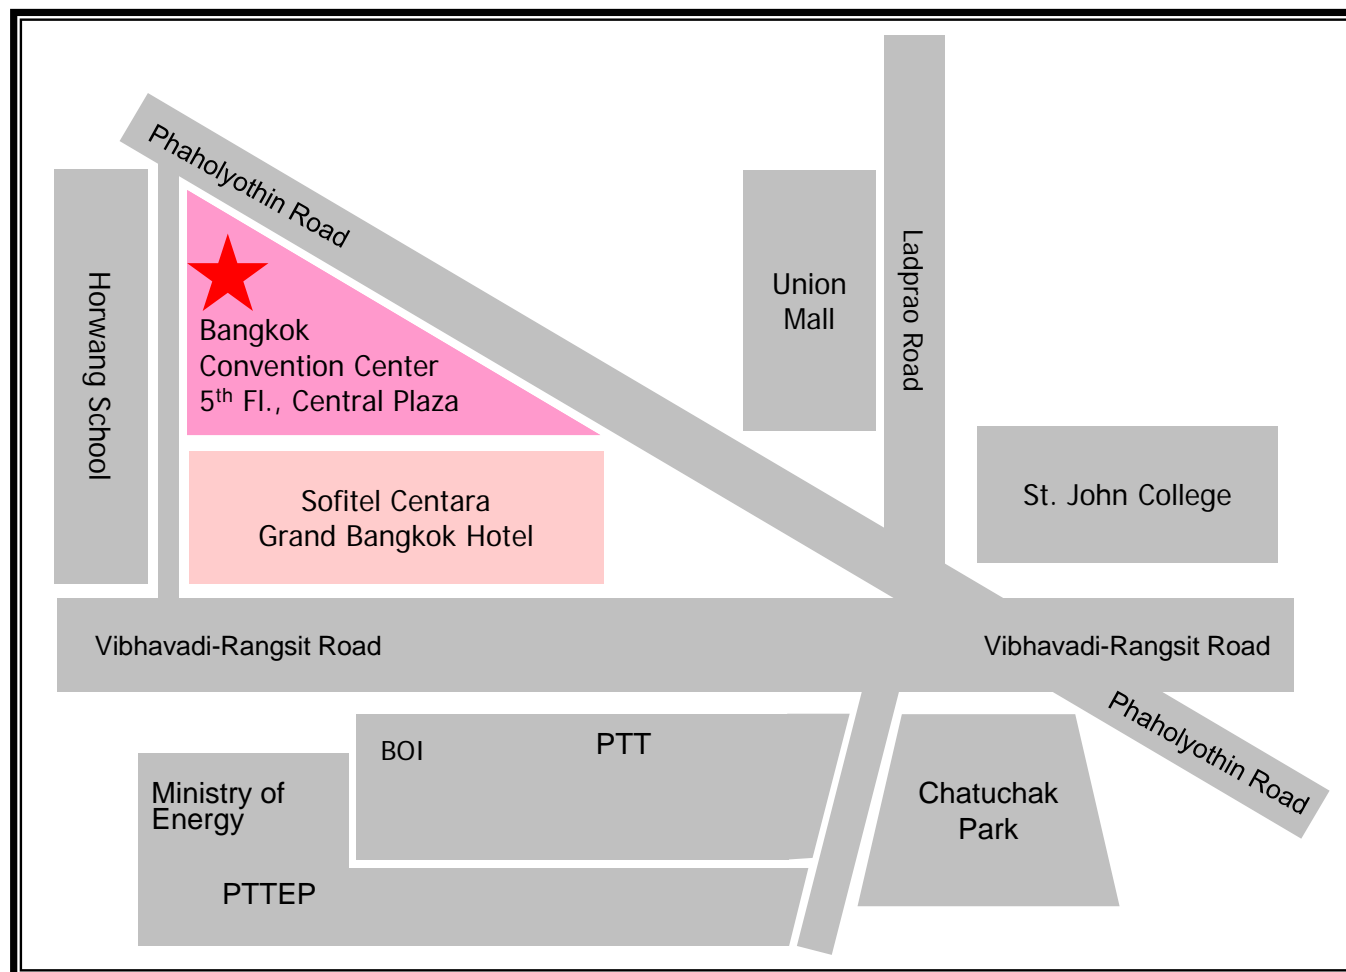 Phaholyothin Road
Horwang School
Bangkok
Convention Center
5th Fl., Central Plaza
Union
Mall
Ladprao Road
Sofitel Centara
Grand Bangkok Hotel
St. John College
Vibhavadi-Rangsit Road
Vibhavadi-Rangsit Road
Phaholyothin Road
BOI
PTT
Ministry of
Energy
Chatuchak
Park
PTTEP